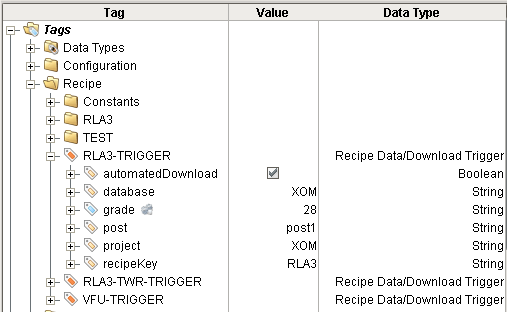 Tag Value Data Type
Tags
Data Types
Configuration
Recipe
Constants
RLA3
TEST
RLA3-TRIGGER Recipe Data/Download Trigger
automatedDownload Boolean
database XOM String
grade 28 String
post post1 String
project XOM String
recipeKey RLA3 String
RLA3-TWR-TRIGGER Recipe Data/Download Trigger
VFU-TRIGGER Recipe Data/Download Trigger